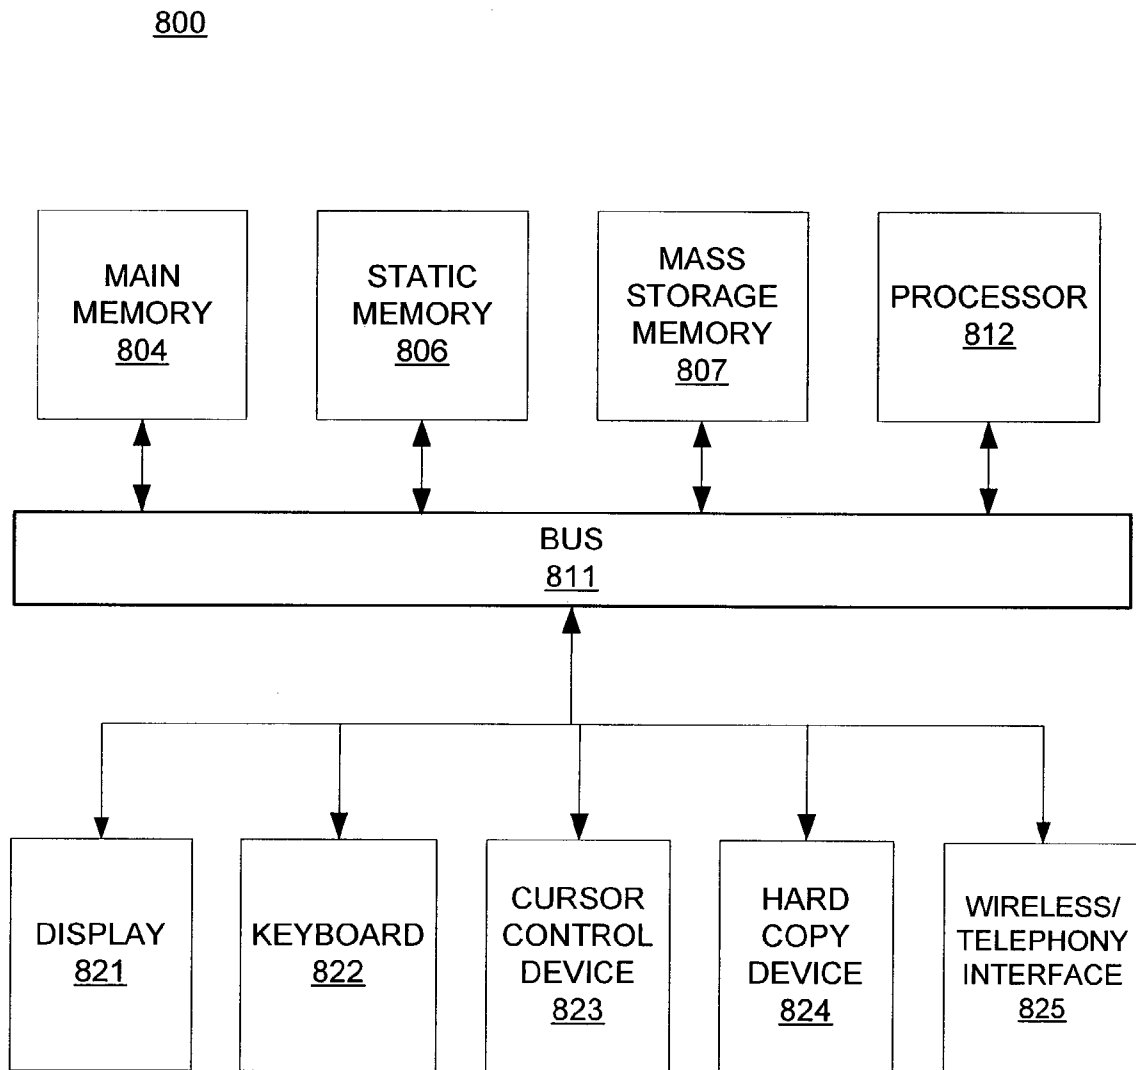 800
MAIN
MEMORY
804
STATIC
MEMORY
806
MASS
STORAGE
MEMORY
807
PROCESSOR
812
BUS
811
DISPLAY
821
KEYBOARD
822
CURSOR
CONTROL
DEVICE
823
HARD
COPY
DEVICE
824
WIRELESS/
TELEPHONY
INTERFACE
825